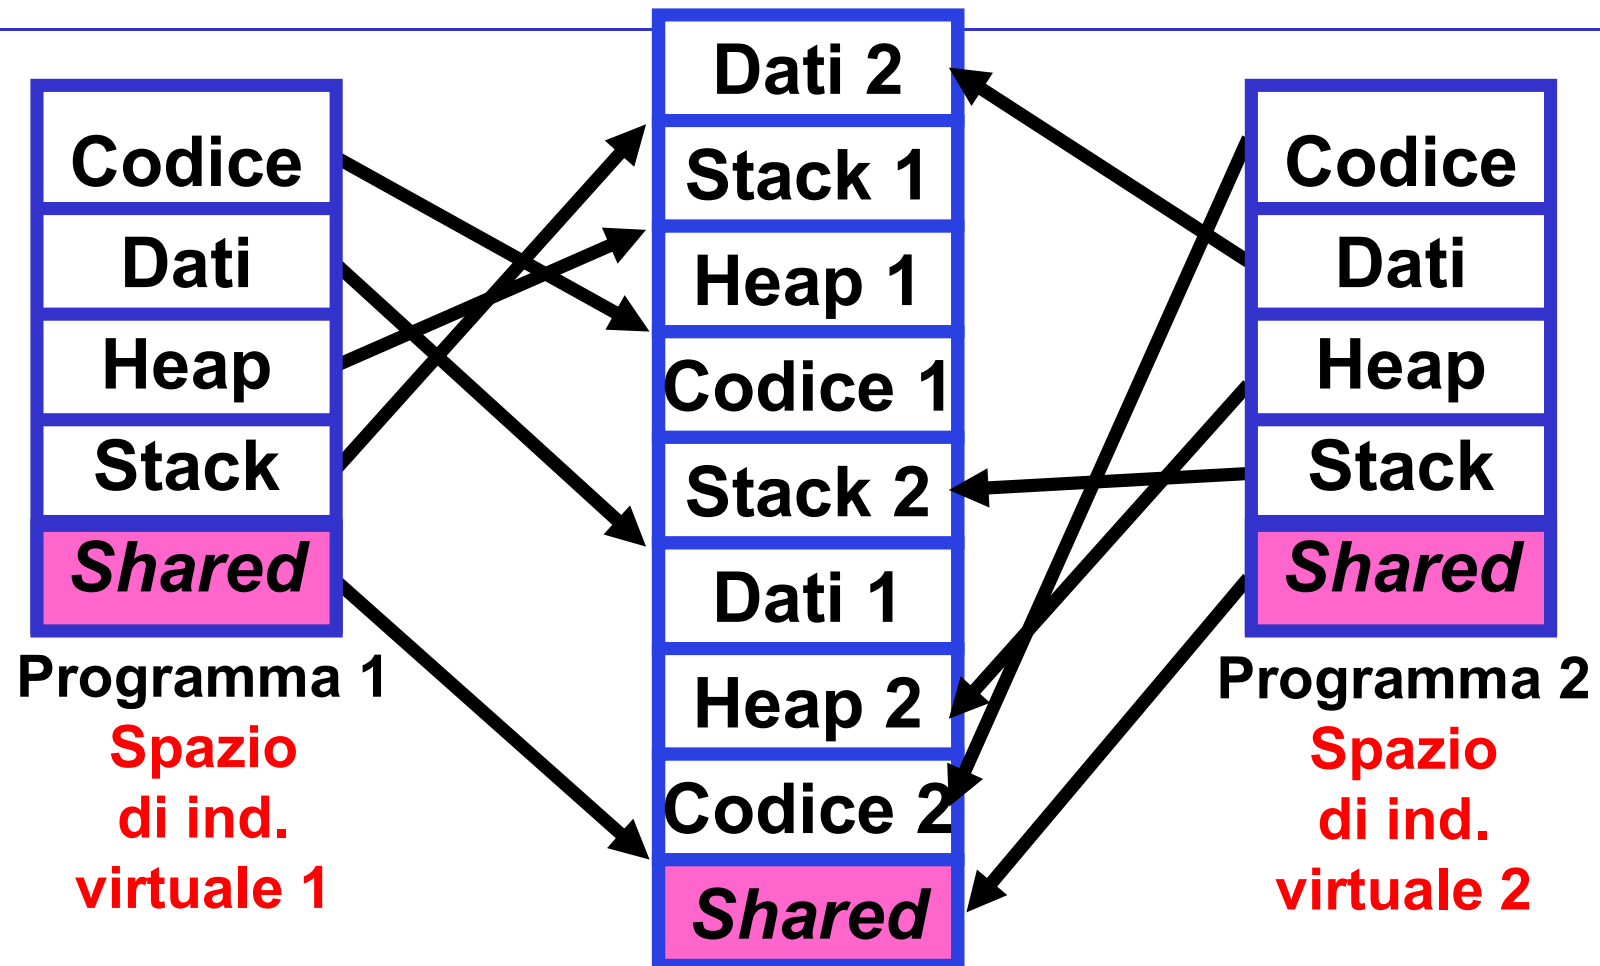 Codice
Dati
Heap
Stack
Shared
Programma 1
Spazio
di ind.
virtuale 1
Dati 2
Stack 1
Heap 1
Codice 1
Stack 2
Dati 1
Heap 2
Codice 2
Shared
Codice
Dati
Heap
Stack
Shared
Programma 2
Spazio
di ind.
virtuale 2